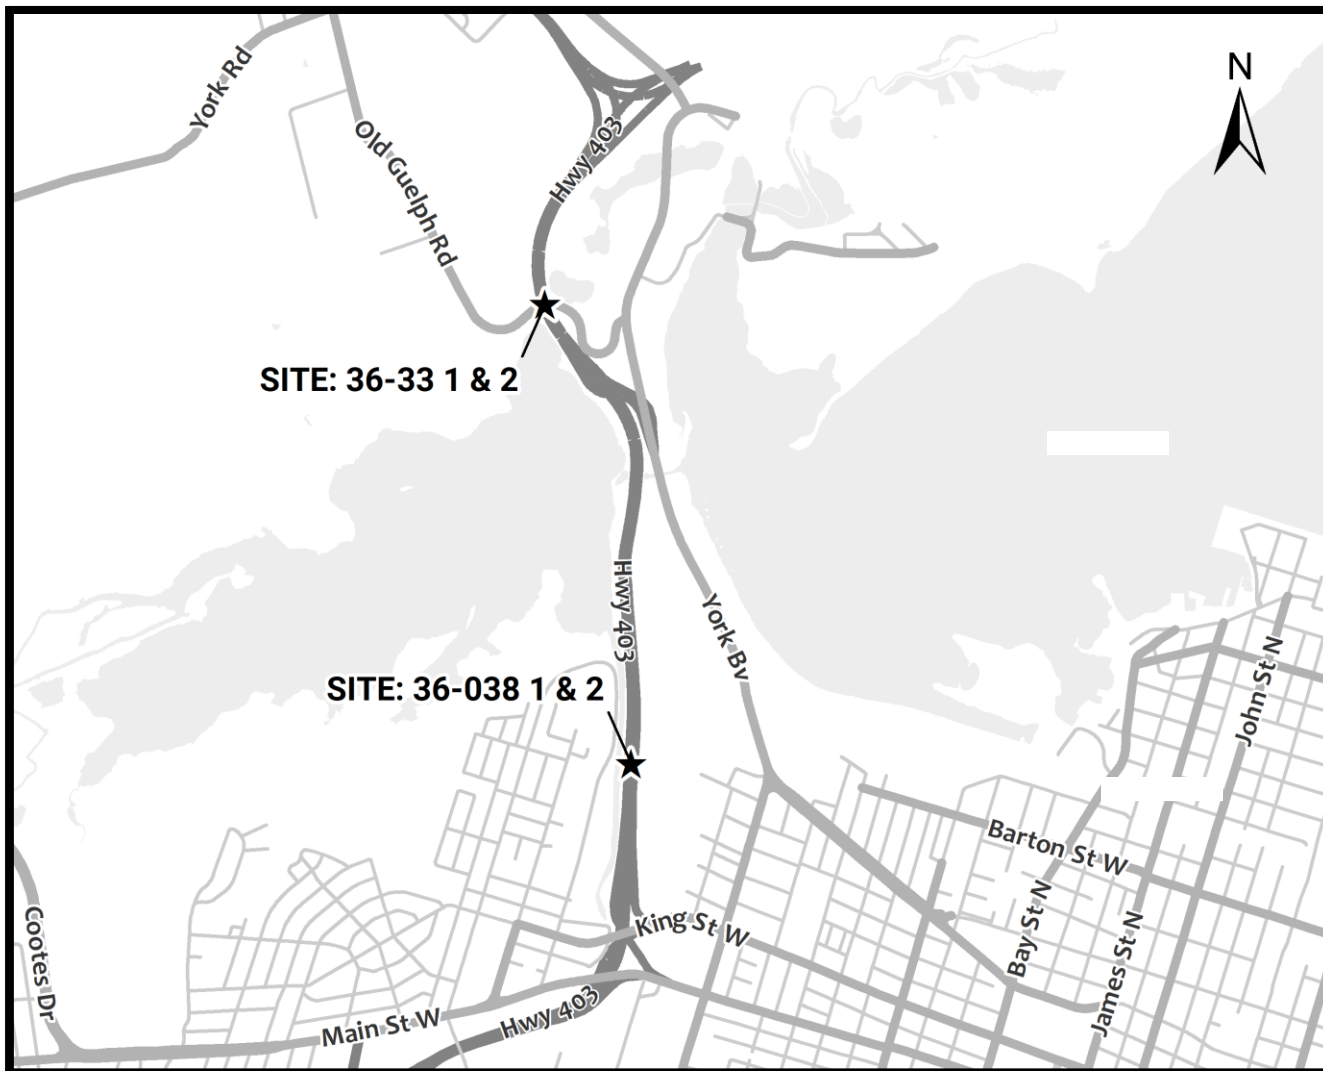 N
York Rd
Old Guelph Rd
Hwy 403
SITE: 36-33 1 & 2
Hwy 403
York Bv
SITE: 36-038 1 & 2
John St N
Barton St W
Bay St N
James St N
King St W
Cootes Dr
Main St W
Hwy 403